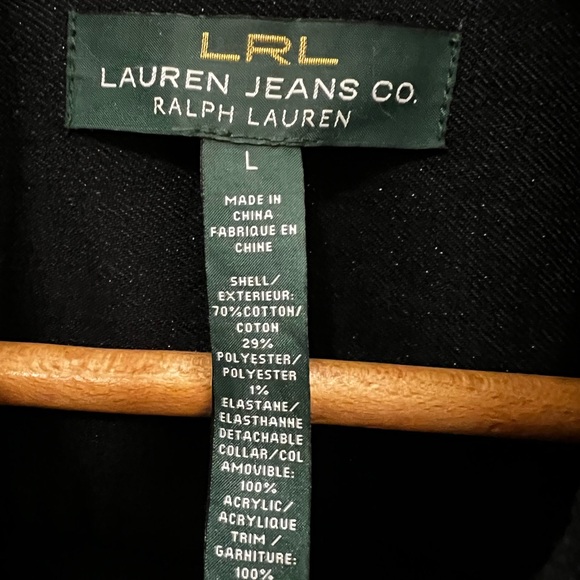 LRL
LAUREN JEANS CO.
RALPH LAUREN
L
MADE IN
CHINA
FABRIQUE EN
CHINE
SHELL/
EXTERIEUR:
70%COTTON/
COTON
29%
POLYESTER/
POLYESTER
1%
ELASTANE/
ELASTHANNE
DETACHABLE
COLLAR/COL
AMOVIBLE:
100%
ACRYLIC/
ACRYLIQUE
TRIM/
GARNITURE:
100%